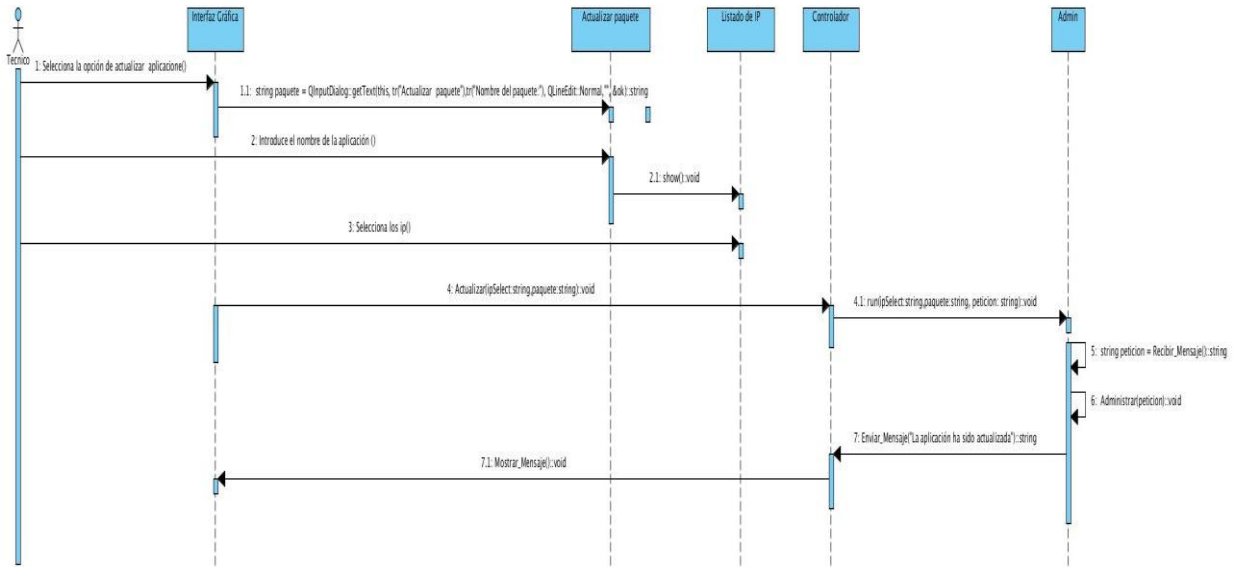 Interfaz Gráfica
Actualizar paquete
Listado de IP
Controlador
Admin
Tecnico
1: Selecciona la opción de actualizar aplicacione()
1.1: string paquete = QInputDialog::getText(this, tr("Actualizar paquete"),tr("Nombre del paquete:"), QLineEdit::Normal,"", &ok)::string
2: Introduce el nombre de la aplicación ()
2.1: show()::void
3: Selecciona los ip()
4: Actualizar(ipSelect:string,paquete:string)::void
4.1: run(ipSelect:string,paquete:string, peticion: string)::void
5: string peticion = Recibir_Mensaje()::string
6: Administrar(peticion)::void
7: Enviar_Mensaje("La aplicación ha sido actualizada")::string
7.1: Mostrar_Mensaje()::void